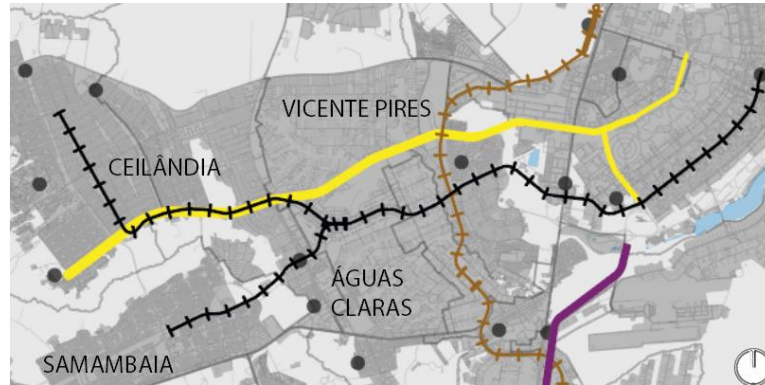 VICENTE PIRES
CEILÂNDIA
ÁGUAS
CLARAS
SAMAMBAIA